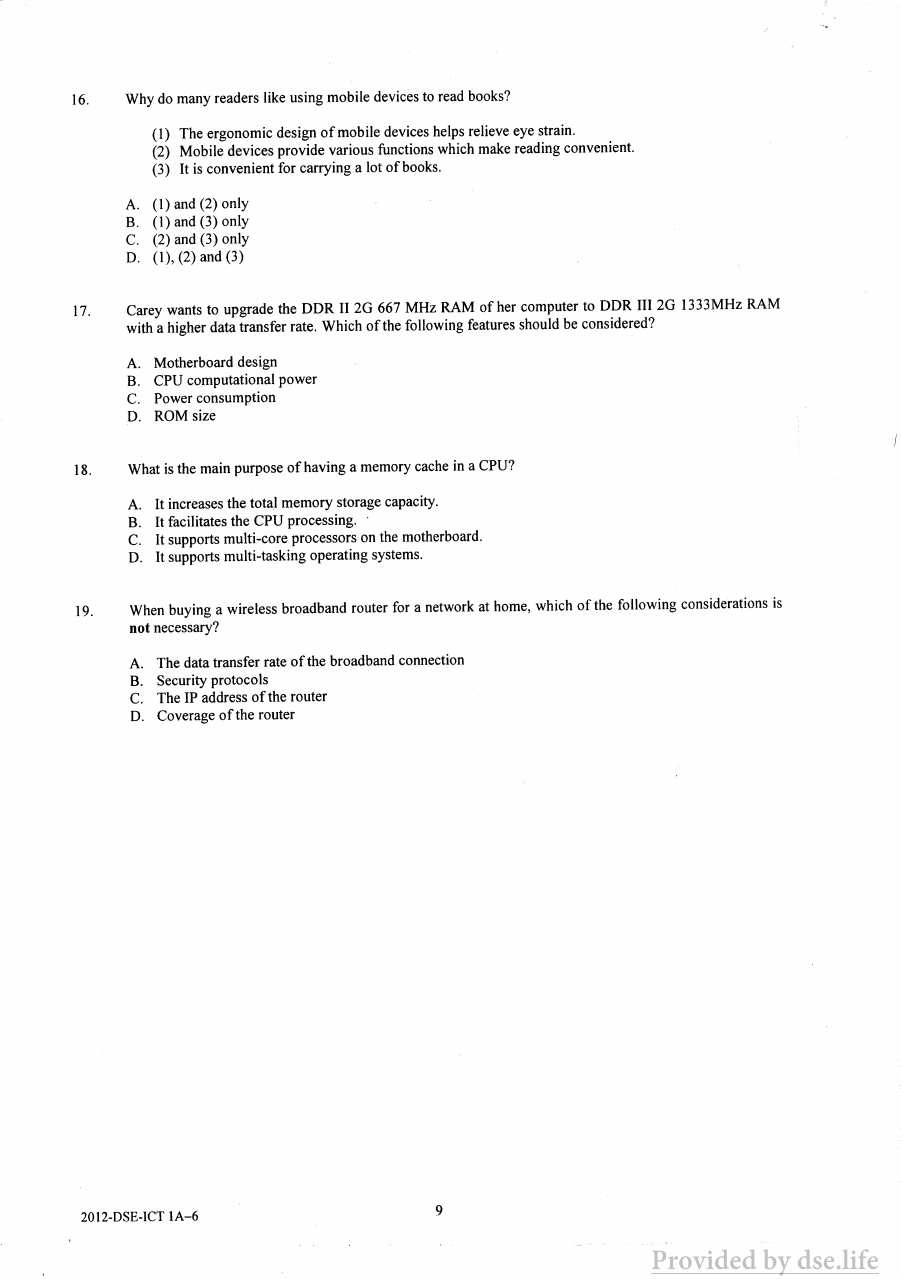 16. Why do many readers like using mobile devices to read books?
(1) The ergonomic design of mobile devices helps relieve eye strain.
(2) Mobile devices provide various functions which make reading convenient.
(3) It is convenient for carrying a lot of books.
A. (1) and (2) only
B. (1) and (3) only
C. (2) and (3) only
D. (1), (2) and (3)
17. Carey wants to upgrade the DDR II 2G 667 MHz RAM of her computer to DDR III 2G 1333MHz RAM
with a higher data transfer rate. Which of the following features should be considered?
A. Motherboard design
B. CPU computational power
C. Power consumption
D. ROM size
18. What is the main purpose of having a memory cache in a CPU?
A. It increases the total memory storage capacity.
B. It facilitates the CPU processing.
C. It supports multi-core processors on the motherboard.
D. It supports multi-tasking operating systems.
19. When buying a wireless broadband router for a network at home, which of the following considerations is
not necessary?
A. The data transfer rate of the broadband connection
B. Security protocols
C. The IP address of the router
D. Coverage of the router
2012-DSE-ICT 1A–6
9
Provided by dse.life